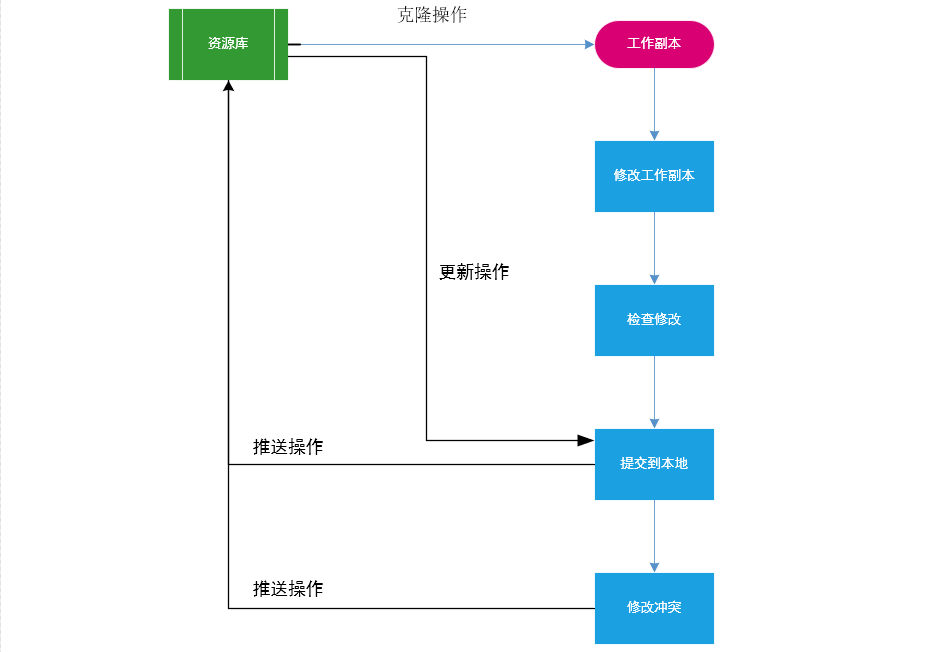 克隆操作
资源库
工作副本
修改工作副本
更新操作
检查修改
推送操作
提交到本地
推送操作
修改冲突